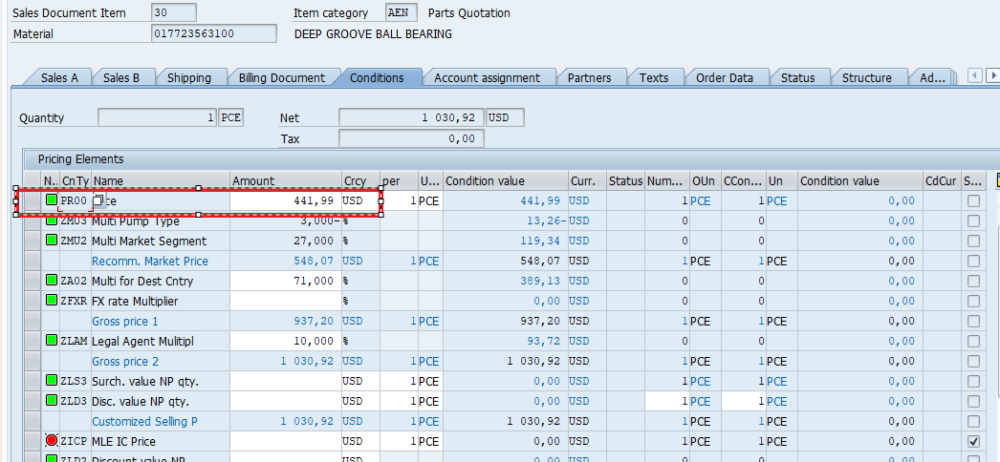 Sales Document Item 30 Item category AEN Parts Quotation
Material 017723563100 DEEP GROOVE BALL BEARING
Sales A Sales B Shipping Billing Document Conditions Account assignment Partners Texts Order Data Status Structure Ad...
Quantity 1 PCE Net 1 030,92 USD
Tax 0,00
Pricing Elements
N.. CnTy Name Amount Crcy per U... Condition value Curr. Status Num... OUn CCon... Un Condition value CdCur S...
PR00 ce 441,99 USD 1 PCE 441,99 USD 1 PCE 1 PCE 0,00
ZMU3 Multi Pump Type 3,000- % 13,26- USD 0 0 0,00
ZMU2 Multi Market Segment 27,000 % 119,34 USD 0 0 0,00
Recomm. Market Price 548,07 USD 1 PCE 548,07 USD 1 PCE 1 PCE 0,00
ZA02 Multi for Dest Cntry 71,000 % 389,13 USD 0 0 0,00
ZFXR FX rate Multiplier % 0,00 USD 0 0 0,00
Gross price 1 937,20 USD 1 PCE 937,20 USD 1 PCE 1 PCE 0,00
ZLAM Legal Agent Mulitipl 10,000 % 93,72 USD 0 0 0,00
Gross price 2 1 030,92 USD 1 PCE 1 030,92 USD 1 PCE 1 PCE 0,00
ZLS3 Surch. value NP qty. USD 1 PCE 0,00 USD 1 PCE 1 PCE 0,00
ZLD3 Disc. value NP qty. USD 1 PCE 0,00 USD 1 PCE 1 PCE 0,00
Customized Selling P 1 030,92 USD 1 PCE 1 030,92 USD 1 PCE 1 PCE 0,00
ZICP MLE IC Price USD 1 PCE 0,00 USD 1 PCE 1 PCE 0,00
ZLD2 Discount value NP USD 1 PCE 0,00 USD 1 PCE 1 PCE 0,00